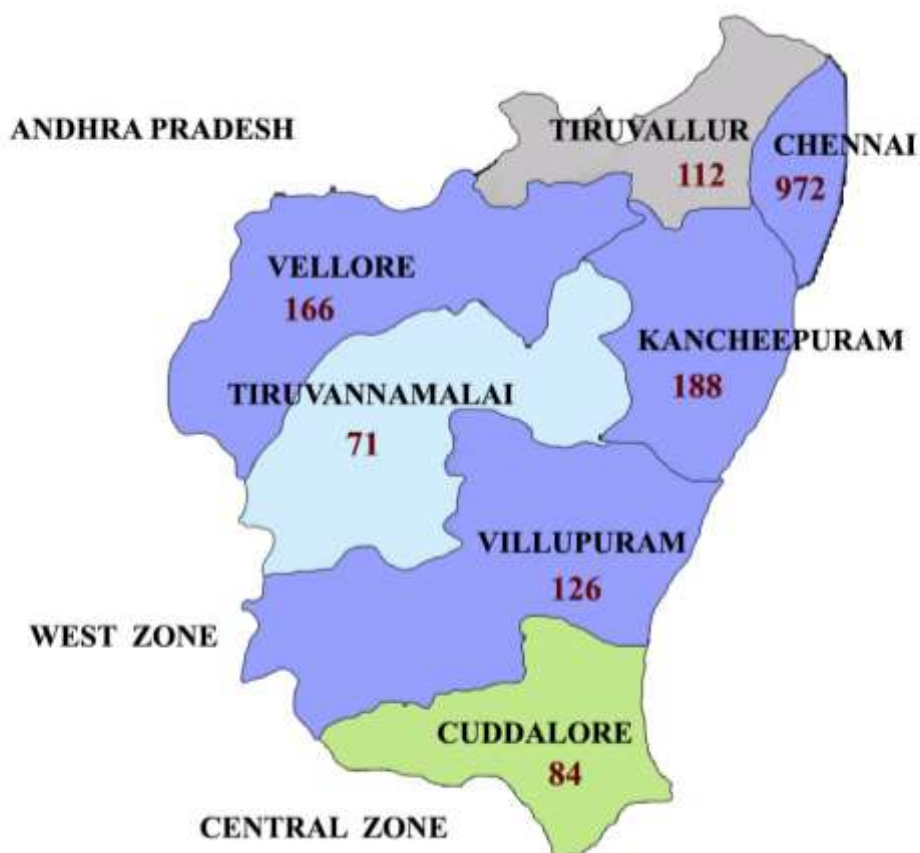 ANDHRA PRADESH
TIRUVALLUR
112
CHENNAI
972
VELLORE
166
KANCHEEPURAM
188
TIRUVANNAMALAI
71
VILLUPURAM
126
WEST ZONE
CUDDALORE
84
CENTRAL ZONE